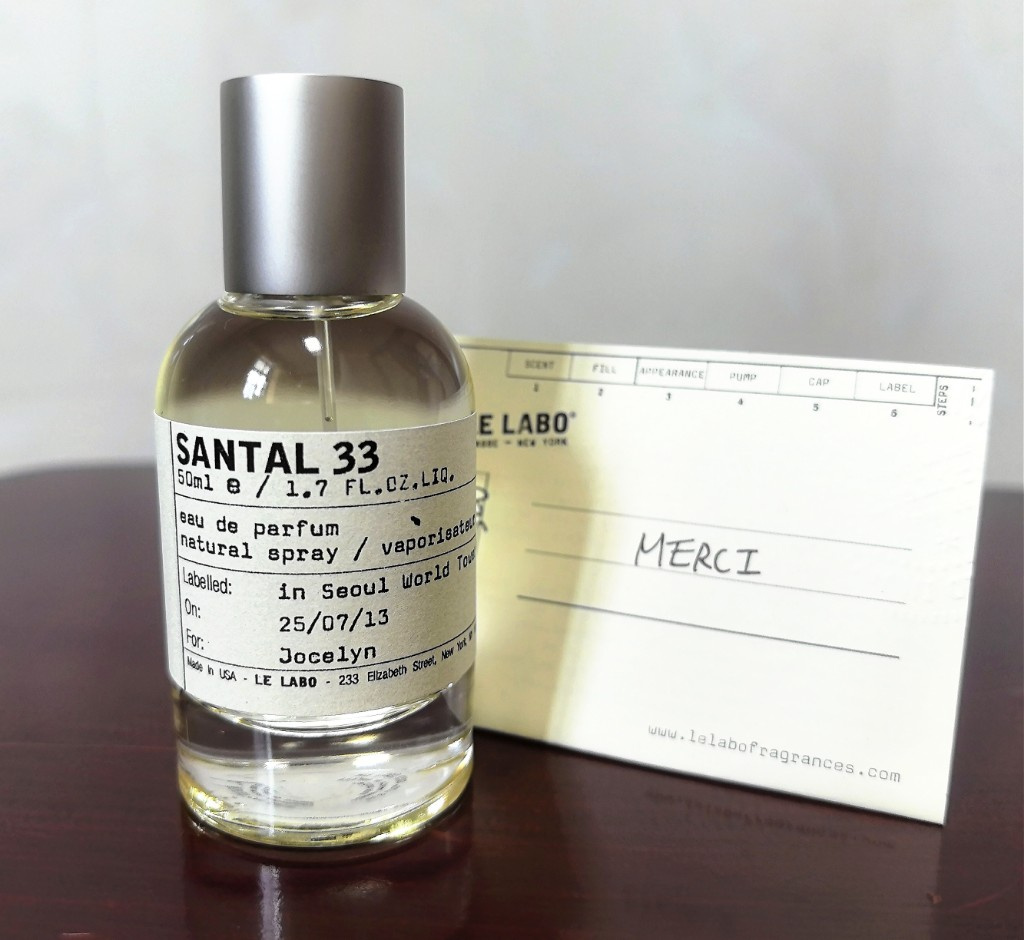 SANTAL 33
50ml e / 1.7 FL.OZ.LIQ.
eau de parfum
natural spray / vaporisateur
Labelled: in Seoul World
On: 25/07/13
For: Jocelyn
Made in USA - LE LABO - 233 Elizabeth Street, New York,
SCENT FILL APPEARANCE PUMP CAP LABEL
1 2 3 4 5 6
STEPS
E LABO
NEW YORK
MERCI
www.lelabofragrances.com